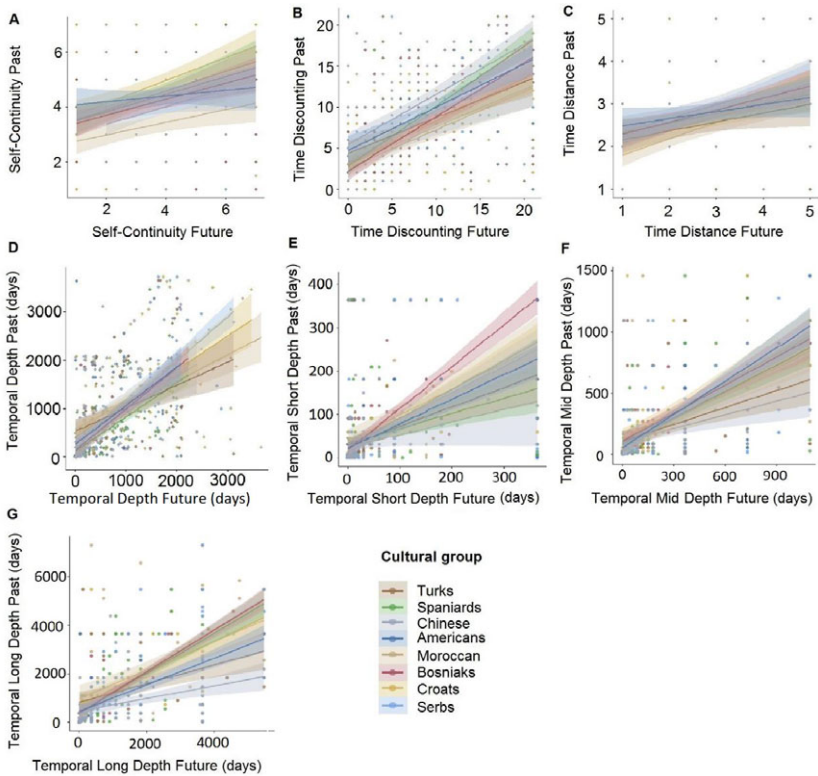 A
Self-Continuity Past
6
4
2
2 4 6
Self-Continuity Future
B
Time Discounting Past
20
15
10
5
0
0 5 10 15 20
Time Discounting Future
C
Time Distance Past
5
4
3
2
1
1 2 3 4 5
Time Distance Future
D
Temporal Depth Past (days)
3000
2000
1000
0
0 1000 2000 3000
Temporal Depth Future (days)
E
Temporal Short Depth Past (days)
400
300
200
100
0
0 100 200 300
Temporal Short Depth Future (days)
F
Temporal Mid Depth Past (days)
1500
1000
500
0
0 300 600 900
Temporal Mid Depth Future (days)
G
Temporal Long Depth Past (days)
6000
4000
2000
0
0 2000 4000
Temporal Long Depth Future (days)
Cultural group
Turks
Spaniards
Chinese
Americans
Moroccan
Bosniaks
Croats
Serbs